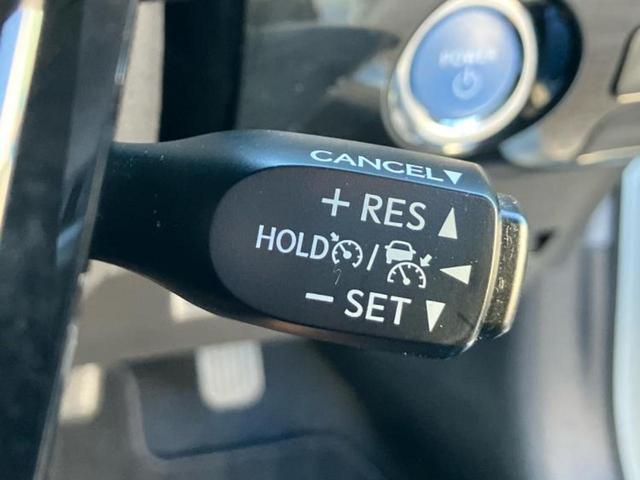 POWER
CANCEL▼
+ RES ▲
HOLD / ◀
− SET ▼